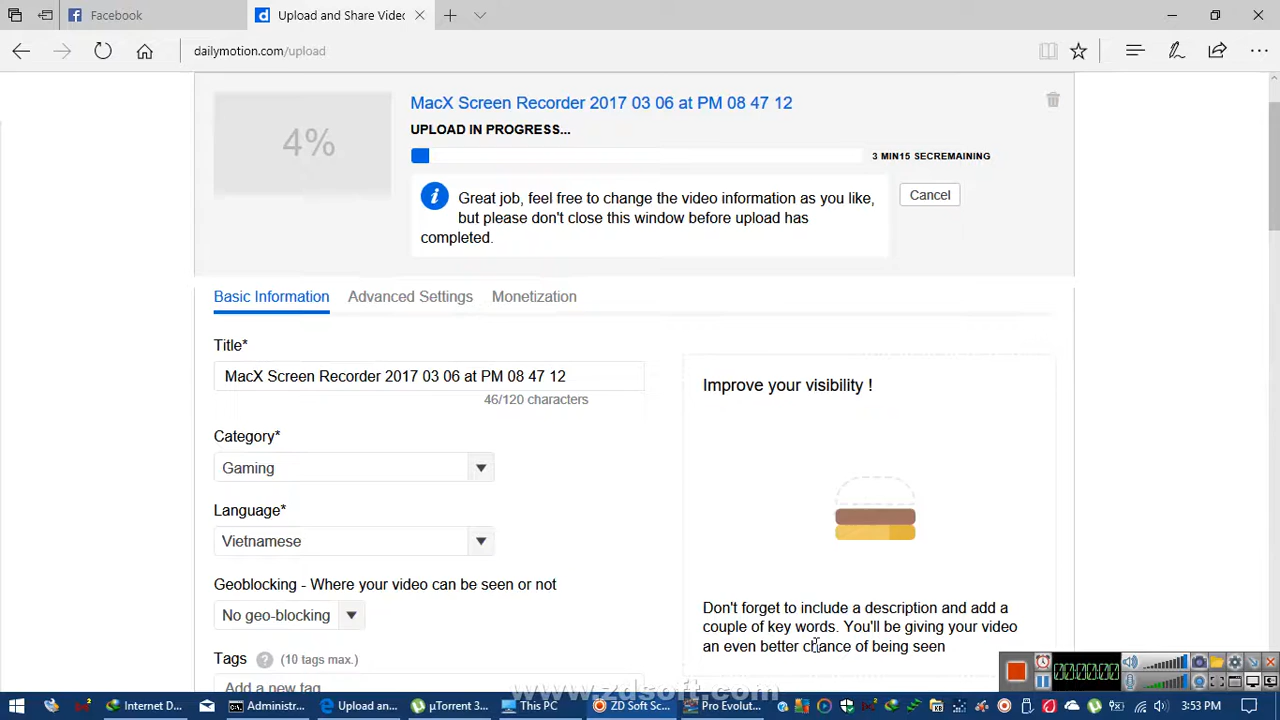 Facebook
Upload and Share Video
dailymotion.com/upload
4%
MacX Screen Recorder 2017 03 06 at PM 08 47 12
UPLOAD IN PROGRESS...
3 MIN15 SECREMAINING
Great job, feel free to change the video information as you like,
but please don't close this window before upload has
completed.
Cancel
Basic Information Advanced Settings Monetization
Title*
MacX Screen Recorder 2017 03 06 at PM 08 47 12
46/120 characters
Category*
Gaming
Language*
Vietnamese
Geoblocking - Where your video can be seen or not
No geo-blocking
Tags ? (10 tags max.)
Add a new tag
Improve your visibility !
Don't forget to include a description and add a
couple of key words. You'll be giving your video
an even better chance of being seen
www.zdsoft.com
Internet D...
Administr...
Upload an...
µTorrent 3...
This PC
ZD Soft Sc...
Pro Evolut...
3:53 PM